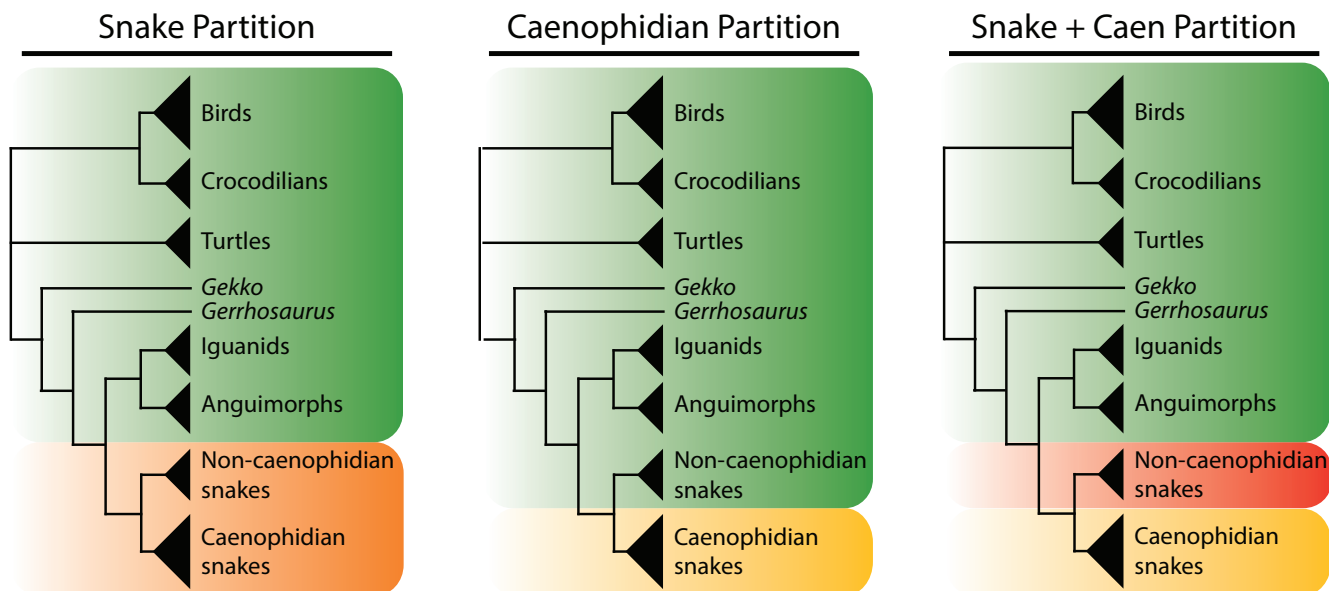 Snake Partition
Birds
Crocodilians
Turtles
Gekko
Gerrhosaurus
Iguanids
Anguimorphs
Non-caenophidian
snakes
Caenophidian
snakes
Caenophidian Partition
Birds
Crocodilians
Turtles
Gekko
Gerrhosaurus
Iguanids
Anguimorphs
Non-caenophidian
snakes
Caenophidian
snakes
Snake + Caen Partition
Birds
Crocodilians
Turtles
Gekko
Gerrhosaurus
Iguanids
Anguimorphs
Non-caenophidian
snakes
Caenophidian
snakes